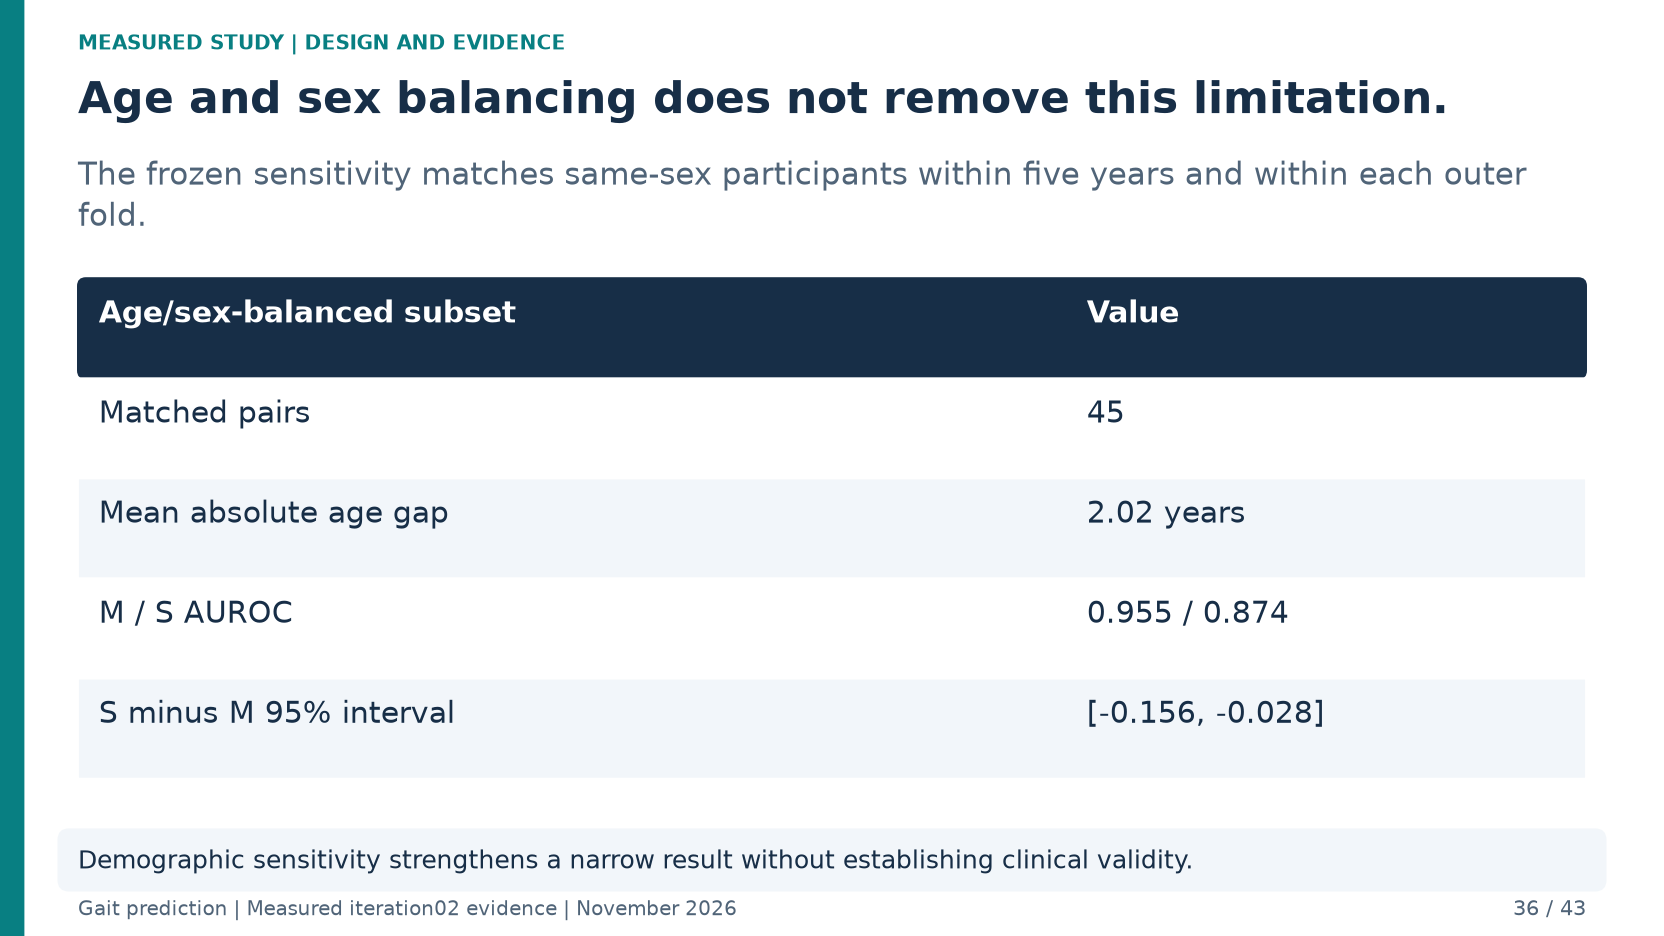 MEASURED STUDY | DESIGN AND EVIDENCE
Age and sex balancing does not remove this limitation.
The frozen sensitivity matches same-sex participants within five years and within each outer
fold.
Age/sex-balanced subset Value
Matched pairs 45
Mean absolute age gap 2.02 years
M / S AUROC 0.955 / 0.874
S minus M 95% interval [-0.156, -0.028]
Demographic sensitivity strengthens a narrow result without establishing clinical validity.
Gait prediction | Measured iteration02 evidence | November 2026 36 / 43